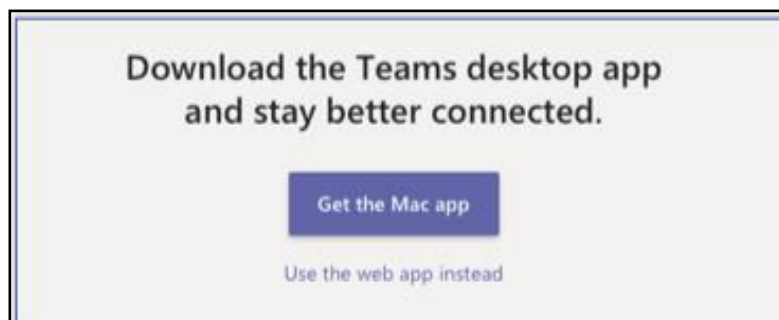 Download the Teams desktop app
and stay better connected.
Get the Mac app
Use the web app instead